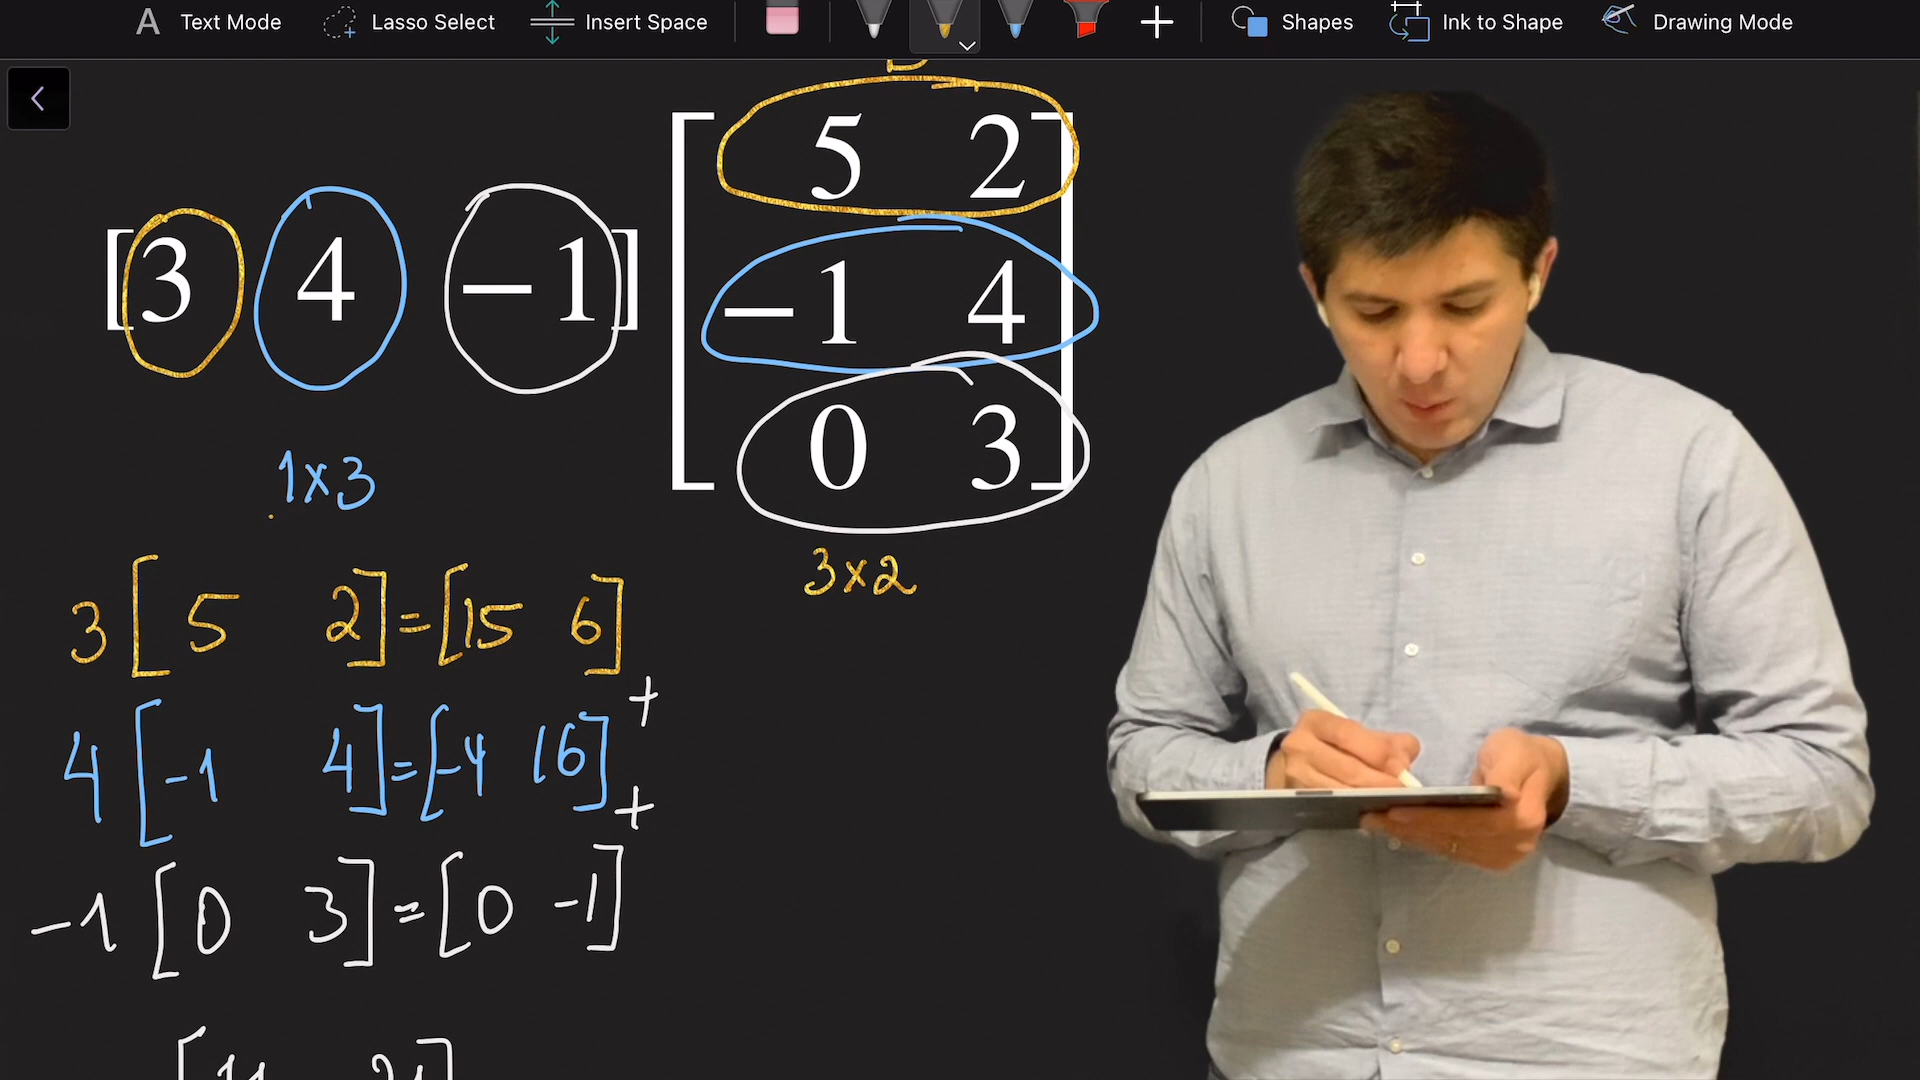 A Text Mode Lasso Select Insert Space Shapes Ink to Shape Drawing Mode
[3 4 −1] [5 2
−1 4
0 3]
1x3
3x2
3 [5 2] = [15 6]
+
4 [-1 4] = [-4 16]
+
-1 [0 3] = [0 -1]